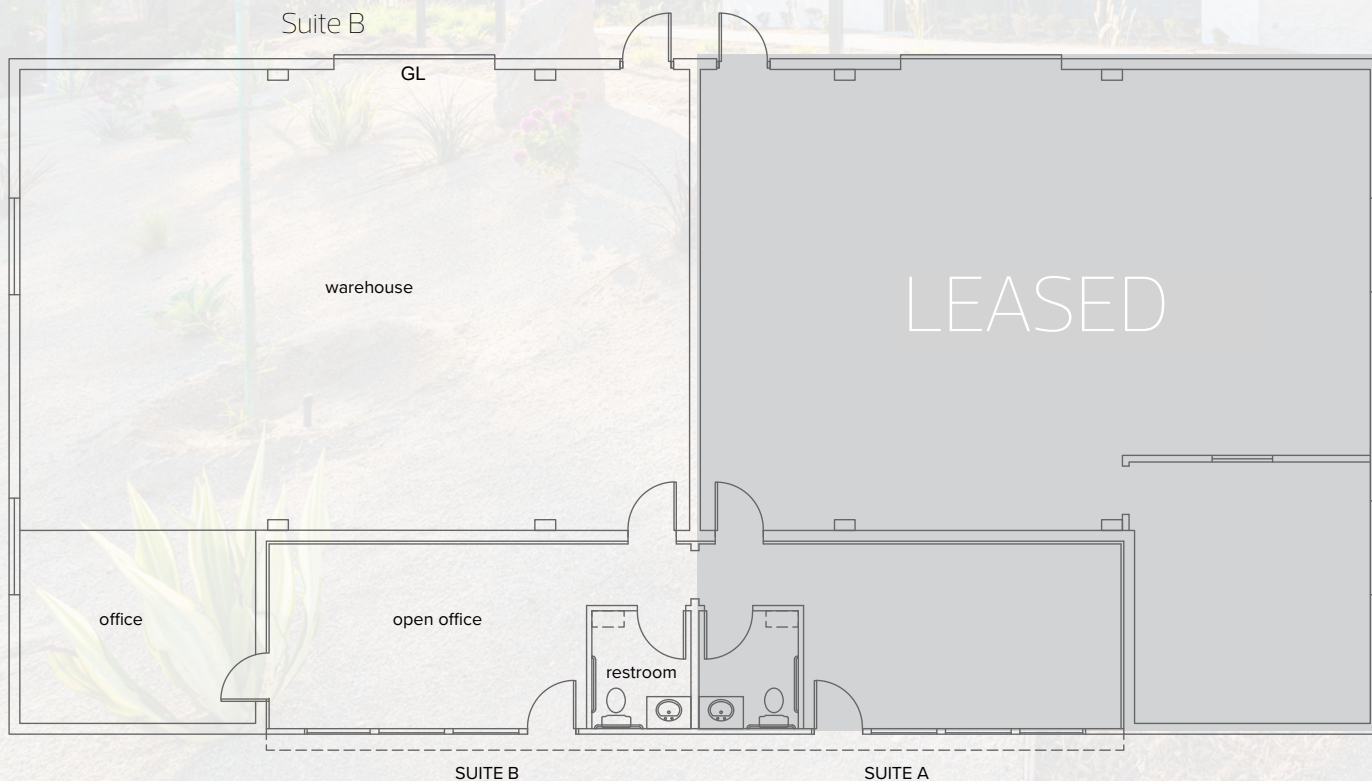 Suite B
GL
warehouse
LEASED
office
open office
restroom
SUITE B
SUITE A